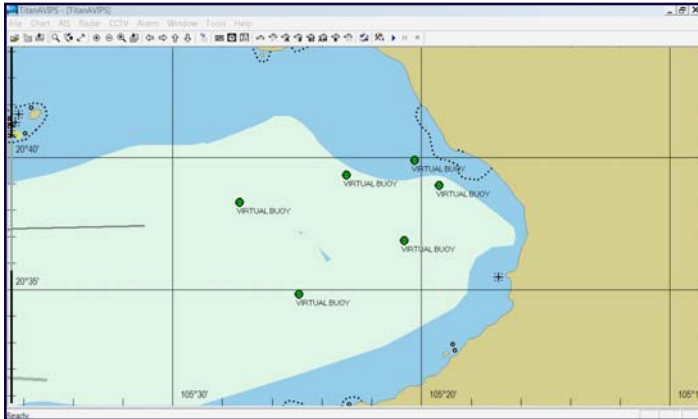 TitanAVIPS - [TitanAVIPS]
File Chart AIS Radar CCTV Alarm Window Tools Help
20°40'
VIRTUAL BUOY
VIRTUAL BUOY
VIRTUAL BUOY
VIRTUAL BUOY
VIRTUAL BUOY
20°35'
VIRTUAL BUOY
105°30'
105°20'
Ready